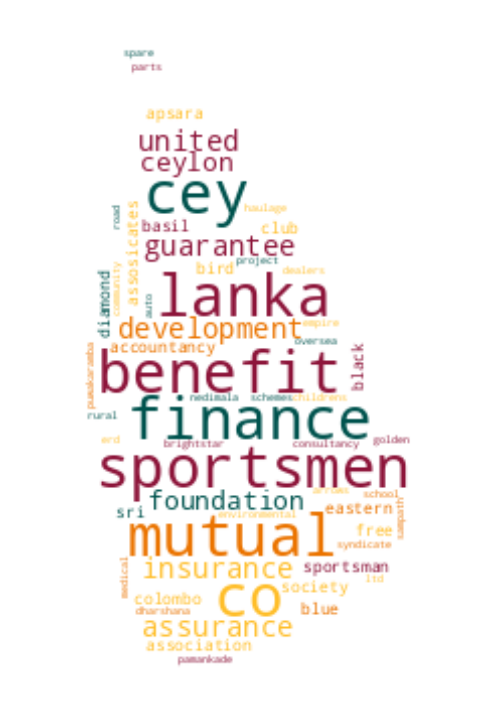 spare
parts
apsara
united
ceylon
cey
haulage
road
assosicates
basil
club
guarantee
project
bird
dealers
community
diamond
auto
lanka
development
empire
oversea
accountancy
black
benefit
pumakaramba
nedimala
schemes
childrens
rural
finance
erd
brightstar
consultancy
golden
sportsmen
arrows
school
foundation
eastern
sampath
sri
environmental
mutual
free
syndicate
medical
insurance
sportsman
ltd
society
colombo
co
blue
dharshana
assurance
association
pamankade